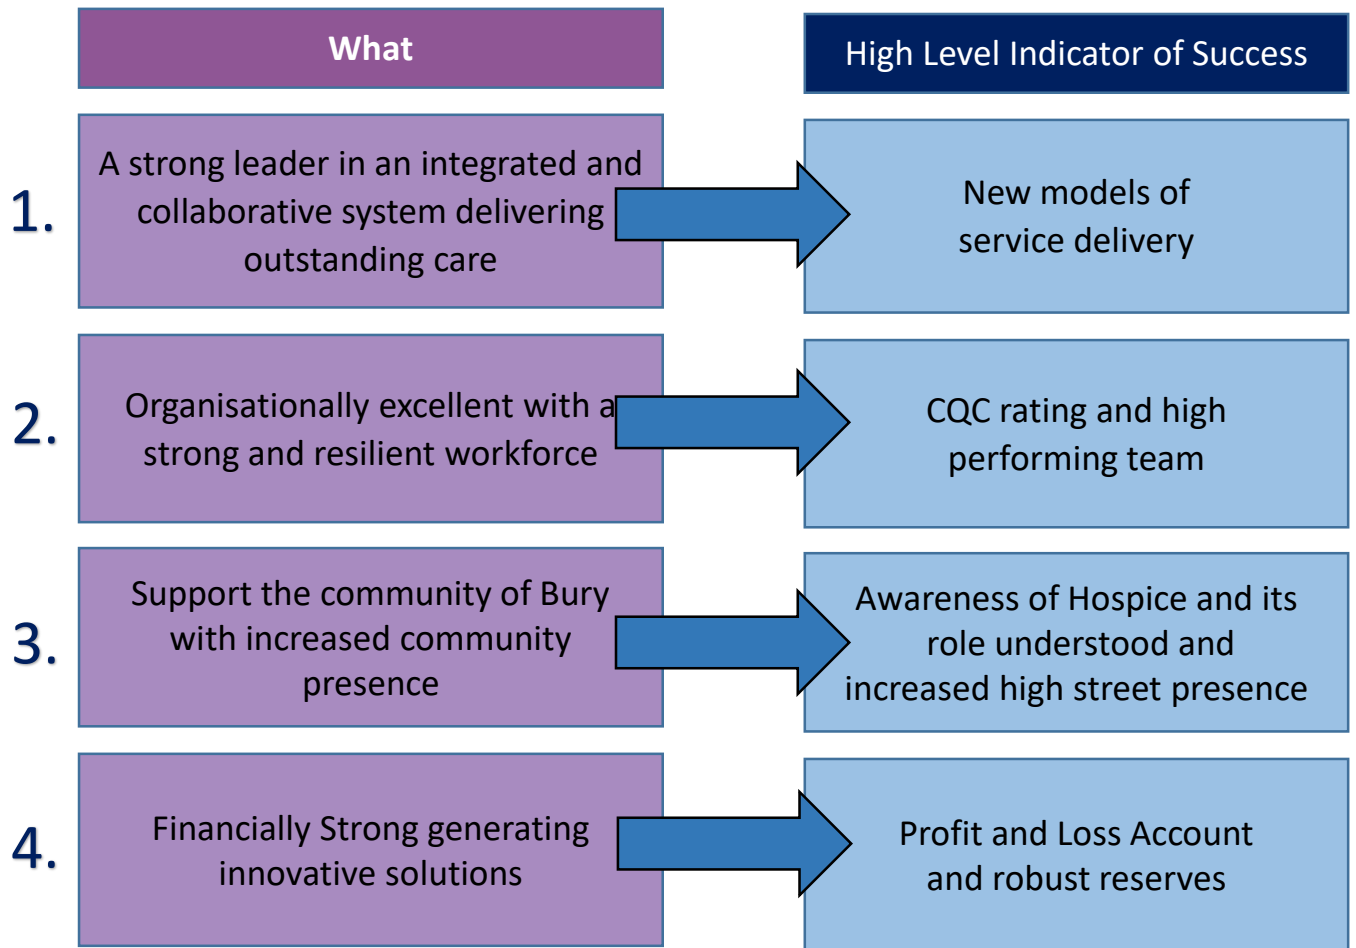 What
High Level Indicator of Success
1.
A strong leader in an integrated and
collaborative system delivering
outstanding care
New models of
service delivery
2.
Organisationally excellent with a
strong and resilient workforce
CQC rating and high
performing team
3.
Support the community of Bury
with increased community
presence
Awareness of Hospice and its
role understood and
increased high street presence
4.
Financially Strong generating
innovative solutions
Profit and Loss Account
and robust reserves